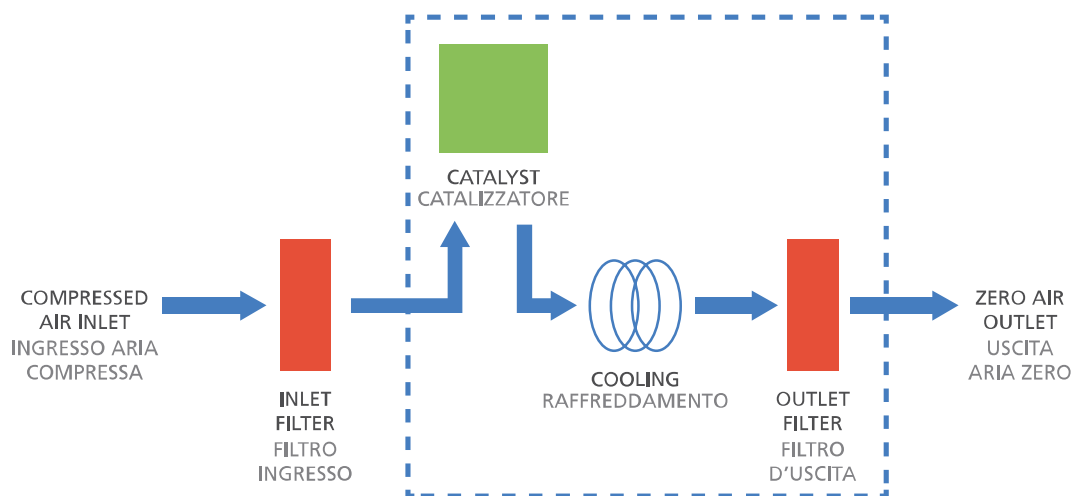 CATALYST
CATALIZZATORE
COMPRESSED
AIR INLET
INGRESSO ARIA
COMPRESSA
INLET
FILTER
FILTRO
INGRESSO
COOLING
RAFFREDDAMENTO
OUTLET
FILTER
FILTRO
D'USCITA
ZERO AIR
OUTLET
USCITA
ARIA ZERO